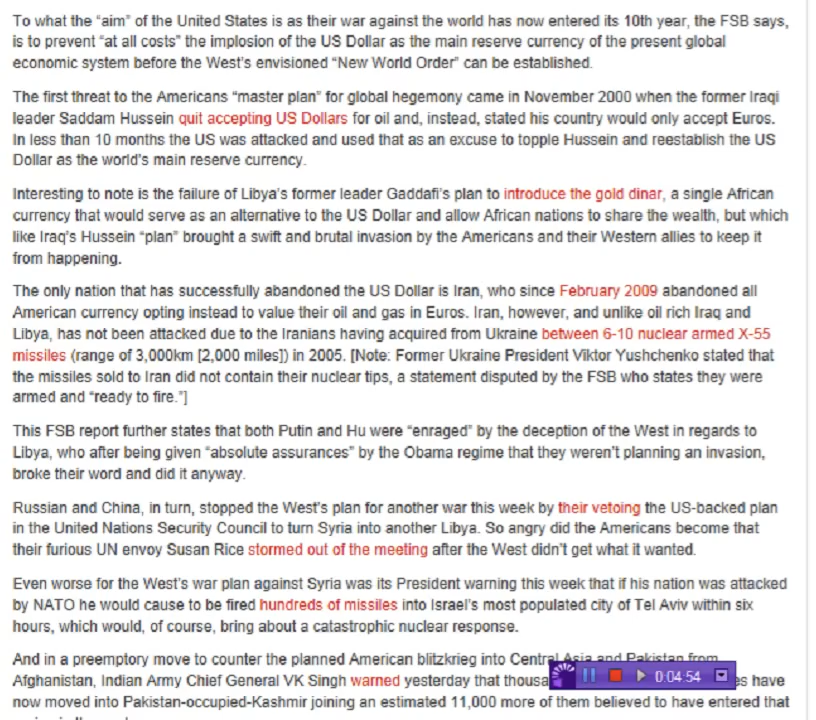 To what the “aim” of the United States is as their war against the world has now entered its 10th year, the FSB says,
is to prevent “at all costs” the implosion of the US Dollar as the main reserve currency of the present global
economic system before the West’s envisioned “New World Order” can be established.
The first threat to the Americans “master plan” for global hegemony came in November 2000 when the former Iraqi
leader Saddam Hussein quit accepting US Dollars for oil and, instead, stated his country would only accept Euros.
In less than 10 months the US was attacked and used that as an excuse to topple Hussein and reestablish the US
Dollar as the world’s main reserve currency.
Interesting to note is the failure of Libya’s former leader Gaddafi’s plan to introduce the gold dinar, a single African
currency that would serve as an alternative to the US Dollar and allow African nations to share the wealth, but which
like Iraq’s Hussein “plan” brought a swift and brutal invasion by the Americans and their Western allies to keep it
from happening.
The only nation that has successfully abandoned the US Dollar is Iran, who since February 2009 abandoned all
American currency opting instead to value their oil and gas in Euros. Iran, however, and unlike oil rich Iraq and
Libya, has not been attacked due to the Iranians having acquired from Ukraine between 6-10 nuclear armed X-55
missiles (range of 3,000km [2,000 miles]) in 2005. [Note: Former Ukraine President Viktor Yushchenko stated that
the missiles sold to Iran did not contain their nuclear tips, a statement disputed by the FSB who states they were
armed and “ready to fire.”]
This FSB report further states that both Putin and Hu were “enraged” by the deception of the West in regards to
Libya, who after being given “absolute assurances” by the Obama regime that they weren’t planning an invasion,
broke their word and did it anyway.
Russian and China, in turn, stopped the West’s plan for another war this week by their vetoing the US-backed plan
in the United Nations Security Council to turn Syria into another Libya. So angry did the Americans become that
their furious UN envoy Susan Rice stormed out of the meeting after the West didn’t get what it wanted.
Even worse for the West’s war plan against Syria was its President warning this week that if his nation was attacked
by NATO he would cause to be fired hundreds of missiles into Israel’s most populated city of Tel Aviv within six
hours, which would, of course, bring about a catastrophic nuclear response.
And in a preemptory move to counter the planned American blitzkrieg into Central Asia and Pakistan from
Afghanistan, Indian Army Chief General VK Singh warned yesterday that thousa 0:04:54 es have
now moved into Pakistan-occupied-Kashmir joining an estimated 11,000 more of them believed to have entered that